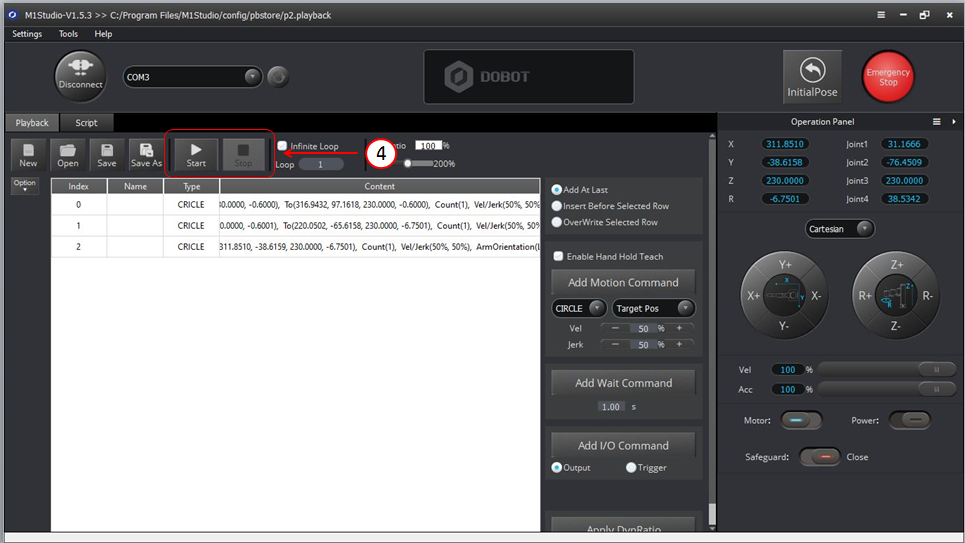 M1Studio-V1.5.3 >> C:/Program Files/M1Studio/config/pbstore/p2.playback
Settings Tools Help
Disconnect
COM3
DOBOT
InitialPose
Emergency
Stop
Playback Script
New Open Save Save As Start Stop
Infinite Loop
Loop 1
4
100 %
200%
Option
Index Name Type Content
0 CRICLE 30.0000, -0.6000), To(316.9432, 97.1618, 230.0000, -0.6000), Count(1), Vel/Jerk(50%, 50%
1 CRICLE 0.0000, -0.6001), To(220.0502, -65.6158, 230.0000, -0.6000), Count(1), Vel/Jerk(50%, 50%
2 CRICLE 311.8510, -38.6159, 230.0000, -6.7501), Count(1), Vel/Jerk(50%, 50%), ArmOrientation(L
Add At Last
Insert Before Selected Row
OverWrite Selected Row
Enable Hand Hold Teach
Add Motion Command
CIRCLE Target Pos
Vel 50 % +
Jerk 50 % +
Add Wait Command
1.00 s
Add I/O Command
Output Trigger
Apply DynRatio
Operation Panel
X 311.8510 Joint1 31.1666
Y -38.6158 Joint2 -76.4509
Z 230.0000 Joint3 230.0000
R -6.7501 Joint4 38.5342
Cartesian
Y+
X+ X-
Y-
Z+
R+ R-
Z-
Vel 100 %
Acc 100 %
Motor: Power:
Safeguard: Close